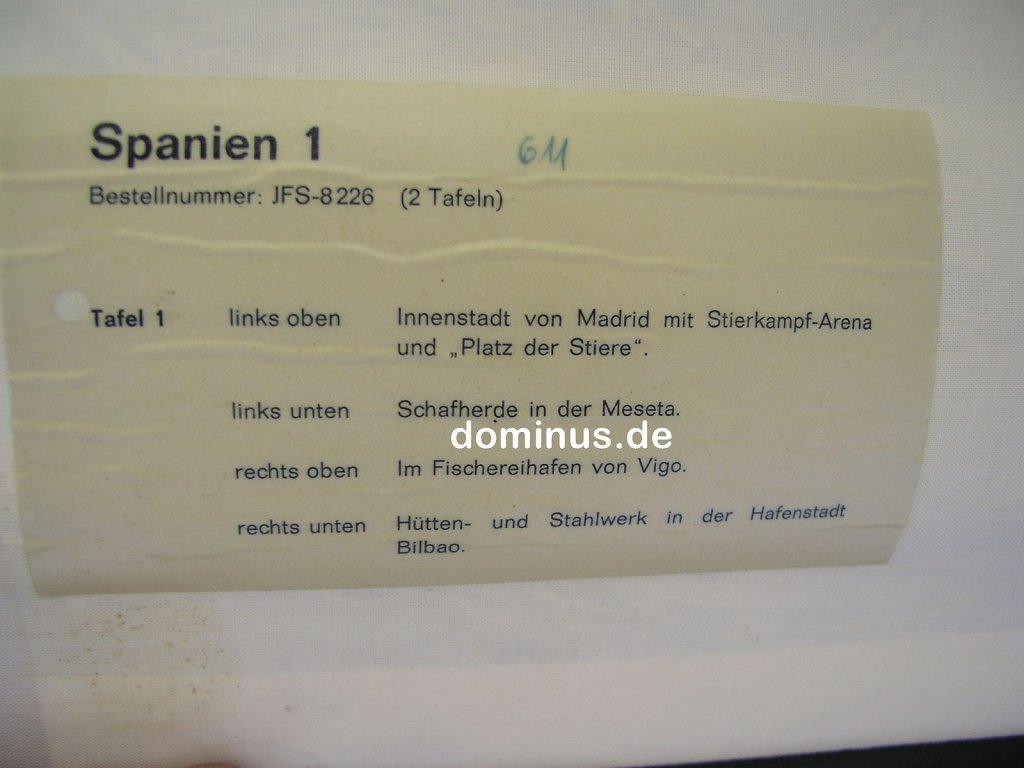 Spanien 1 611
Bestellnummer: JFS-8226 (2 Tafeln)
Tafel 1 links oben Innenstadt von Madrid mit Stierkampf-Arena
und „Platz der Stiere“.
links unten Schafherde in der Meseta.
dominus.de
rechts oben Im Fischereihafen von Vigo.
rechts unten Hütten- und Stahlwerk in der Hafenstadt
Bilbao.